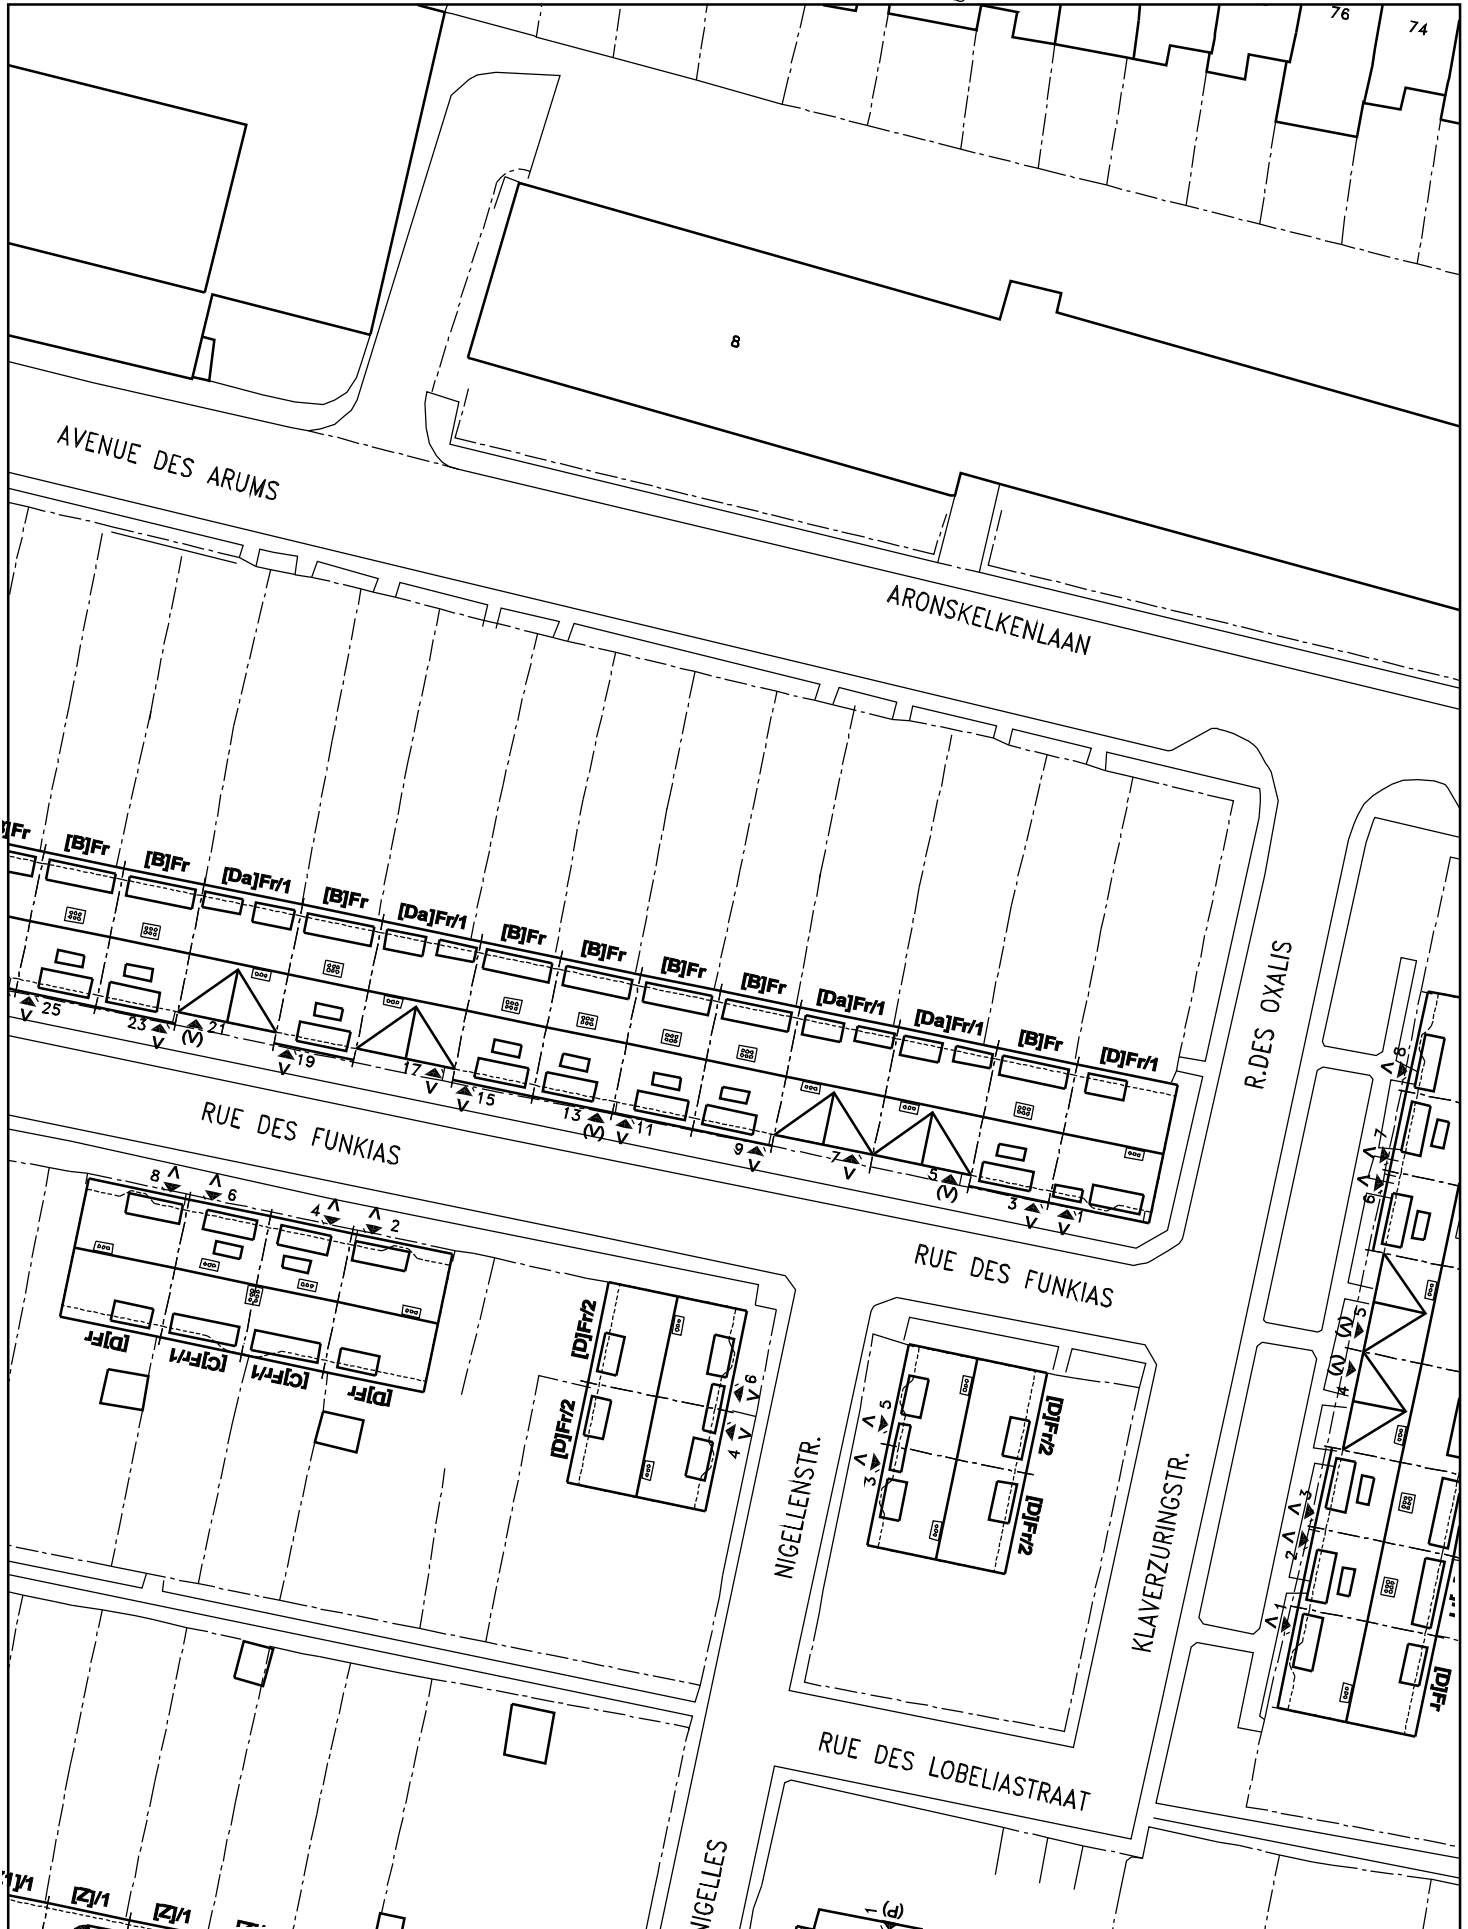 76
74
8
AVENUE DES ARUMS
ARONSKELKENLAAN
R.DES OXALIS
]Fr
[B]Fr
[B]Fr
[Da]Fr/1
[B]Fr
[Da]Fr/1
[B]Fr
[B]Fr
[B]Fr
[B]Fr
[Da]Fr/1
[Da]Fr/1
[B]Fr
[D]Fr/1
25
V
23
V
21
(V)
19
V
17
V
15
V
13
(V)
11
V
9
V
7
V
5
(V)
3
V
1
V
RUE DES FUNKIAS
RUE DES FUNKIAS
8
V
6
V
4
V
2
V
[D]Fr
[C]Fr/1
[C]Fr/1
[D]Fr
[D]Fr/2
[D]Fr/2
6
V
4
V
5
V
3
V
[D]Fr/2
[D]Fr/2
8
V
7
V
6
V
5
(V)
4
(V)
3
V
2
V
1
V
[D]Fr
NIGELLENSTR.
KLAVERZURINGSTR.
RUE DES LOBELIASTRAAT
NIGELLES
[Z]/1
[Z]/1
1 (P)